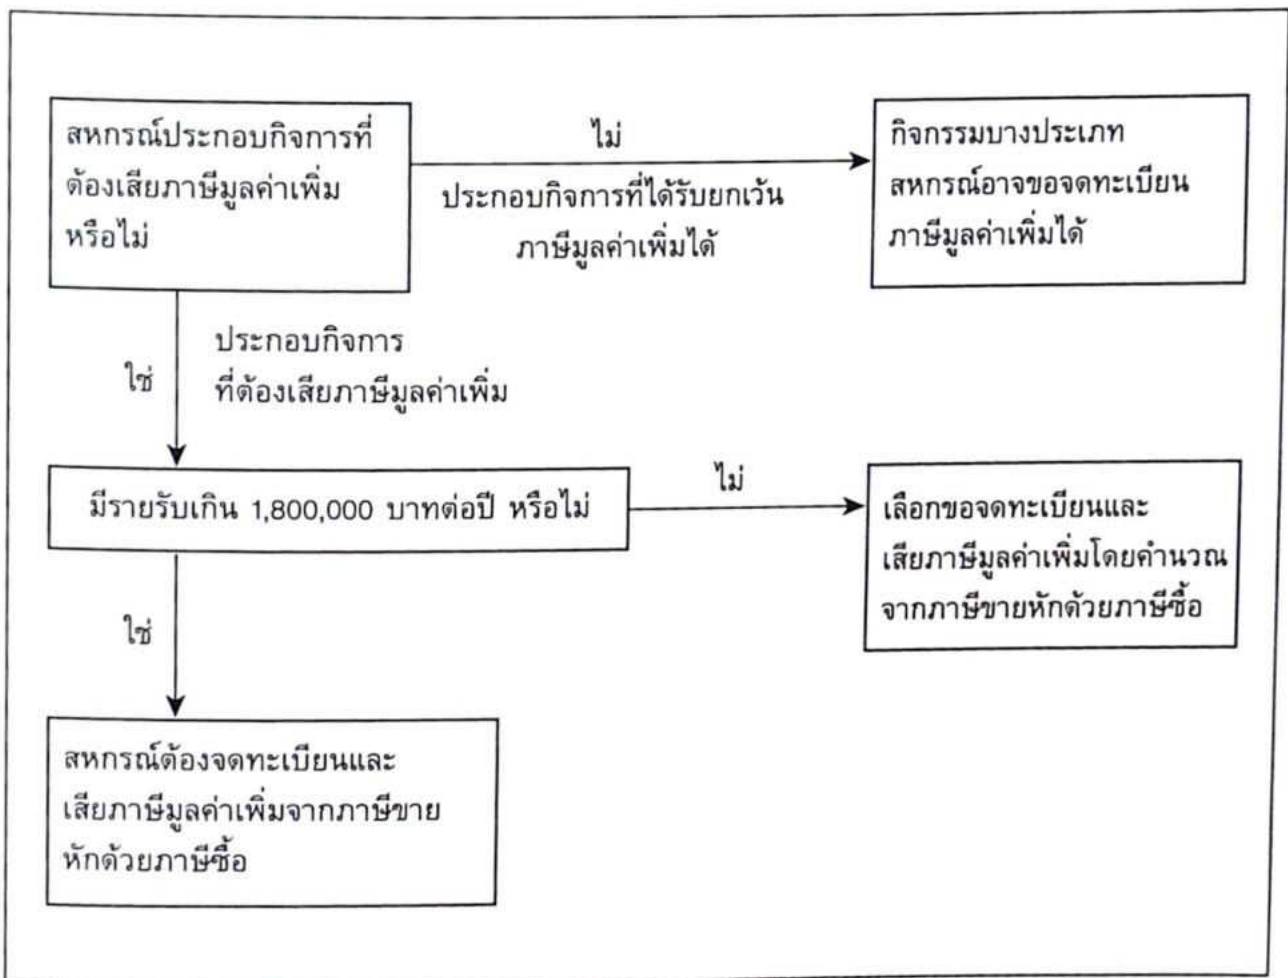 สหกรณ์ประกอบกิจการที่
ต้องเสียภาษีมูลค่าเพิ่ม
หรือไม่
ไม่
ประกอบกิจการที่ได้รับยกเว้น
ภาษีมูลค่าเพิ่มได้
กิจกรรมบางประเภท
สหกรณ์อาจขอจดทะเบียน
ภาษีมูลค่าเพิ่มได้
ใช่
ประกอบกิจการ
ที่ต้องเสียภาษีมูลค่าเพิ่ม
มีรายรับเกิน 1,800,000 บาทต่อปี หรือไม่
ไม่
เลือกขอจดทะเบียนและ
เสียภาษีมูลค่าเพิ่มโดยคำนวณ
จากภาษีขายหักด้วยภาษีซื้อ
ใช่
สหกรณ์ต้องจดทะเบียนและ
เสียภาษีมูลค่าเพิ่มจากภาษีขาย
หักด้วยภาษีซื้อ